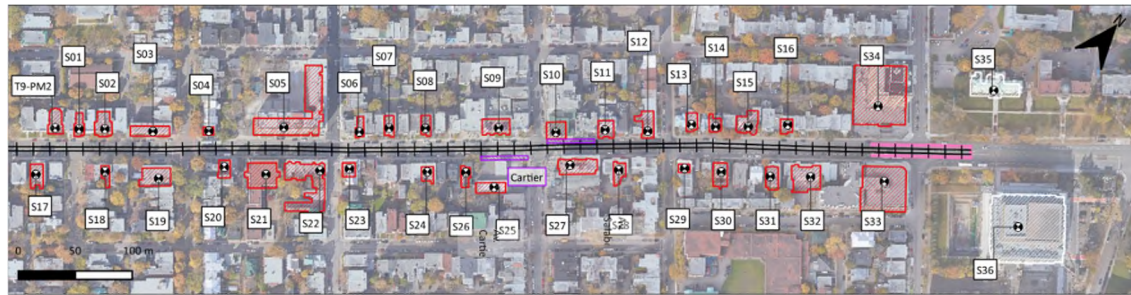 N
S12
S03
S07
S14
S16
S34
S35
S01
S02
S04
S05
S06
S08
S09
S10
S11
S13
S15
T9-PM2
Cartier
S17
S18
S19
S20
S21
S22
S23
S24
S26
S25
S27
S28
S29
S30
S31
S32
S33
S36
Av.
Cartie
0 50 100 m